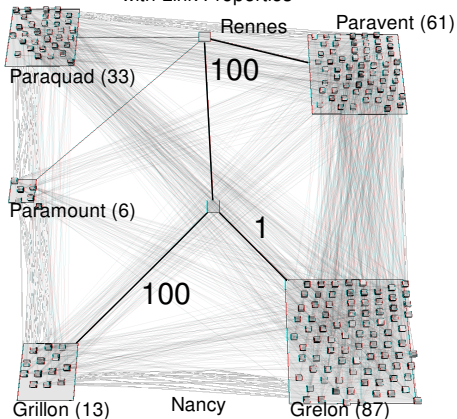 with Link Properties
Rennes
Paravent (61)
Paraquad (33)
100
Paramount (6)
1
100
Grillon (13)
Nancy
Grelon (87)